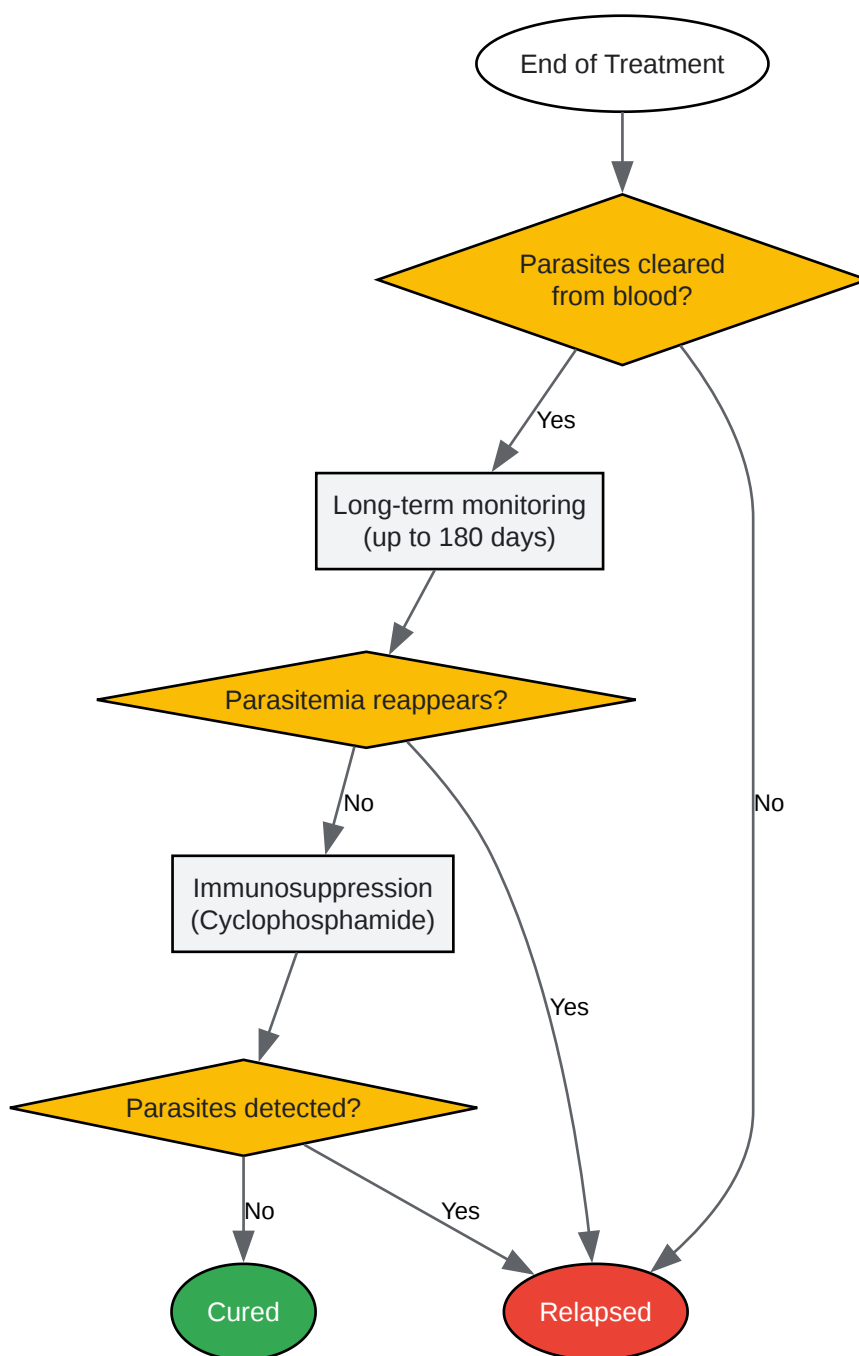 End of Treatment
Parasites cleared
from blood?
Yes
Long-term monitoring
(up to 180 days)
Parasitemia reappears?
No
No
Immunosuppression
(Cyclophosphamide)
Yes
Parasites detected?
No
Yes
Cured
Relapsed